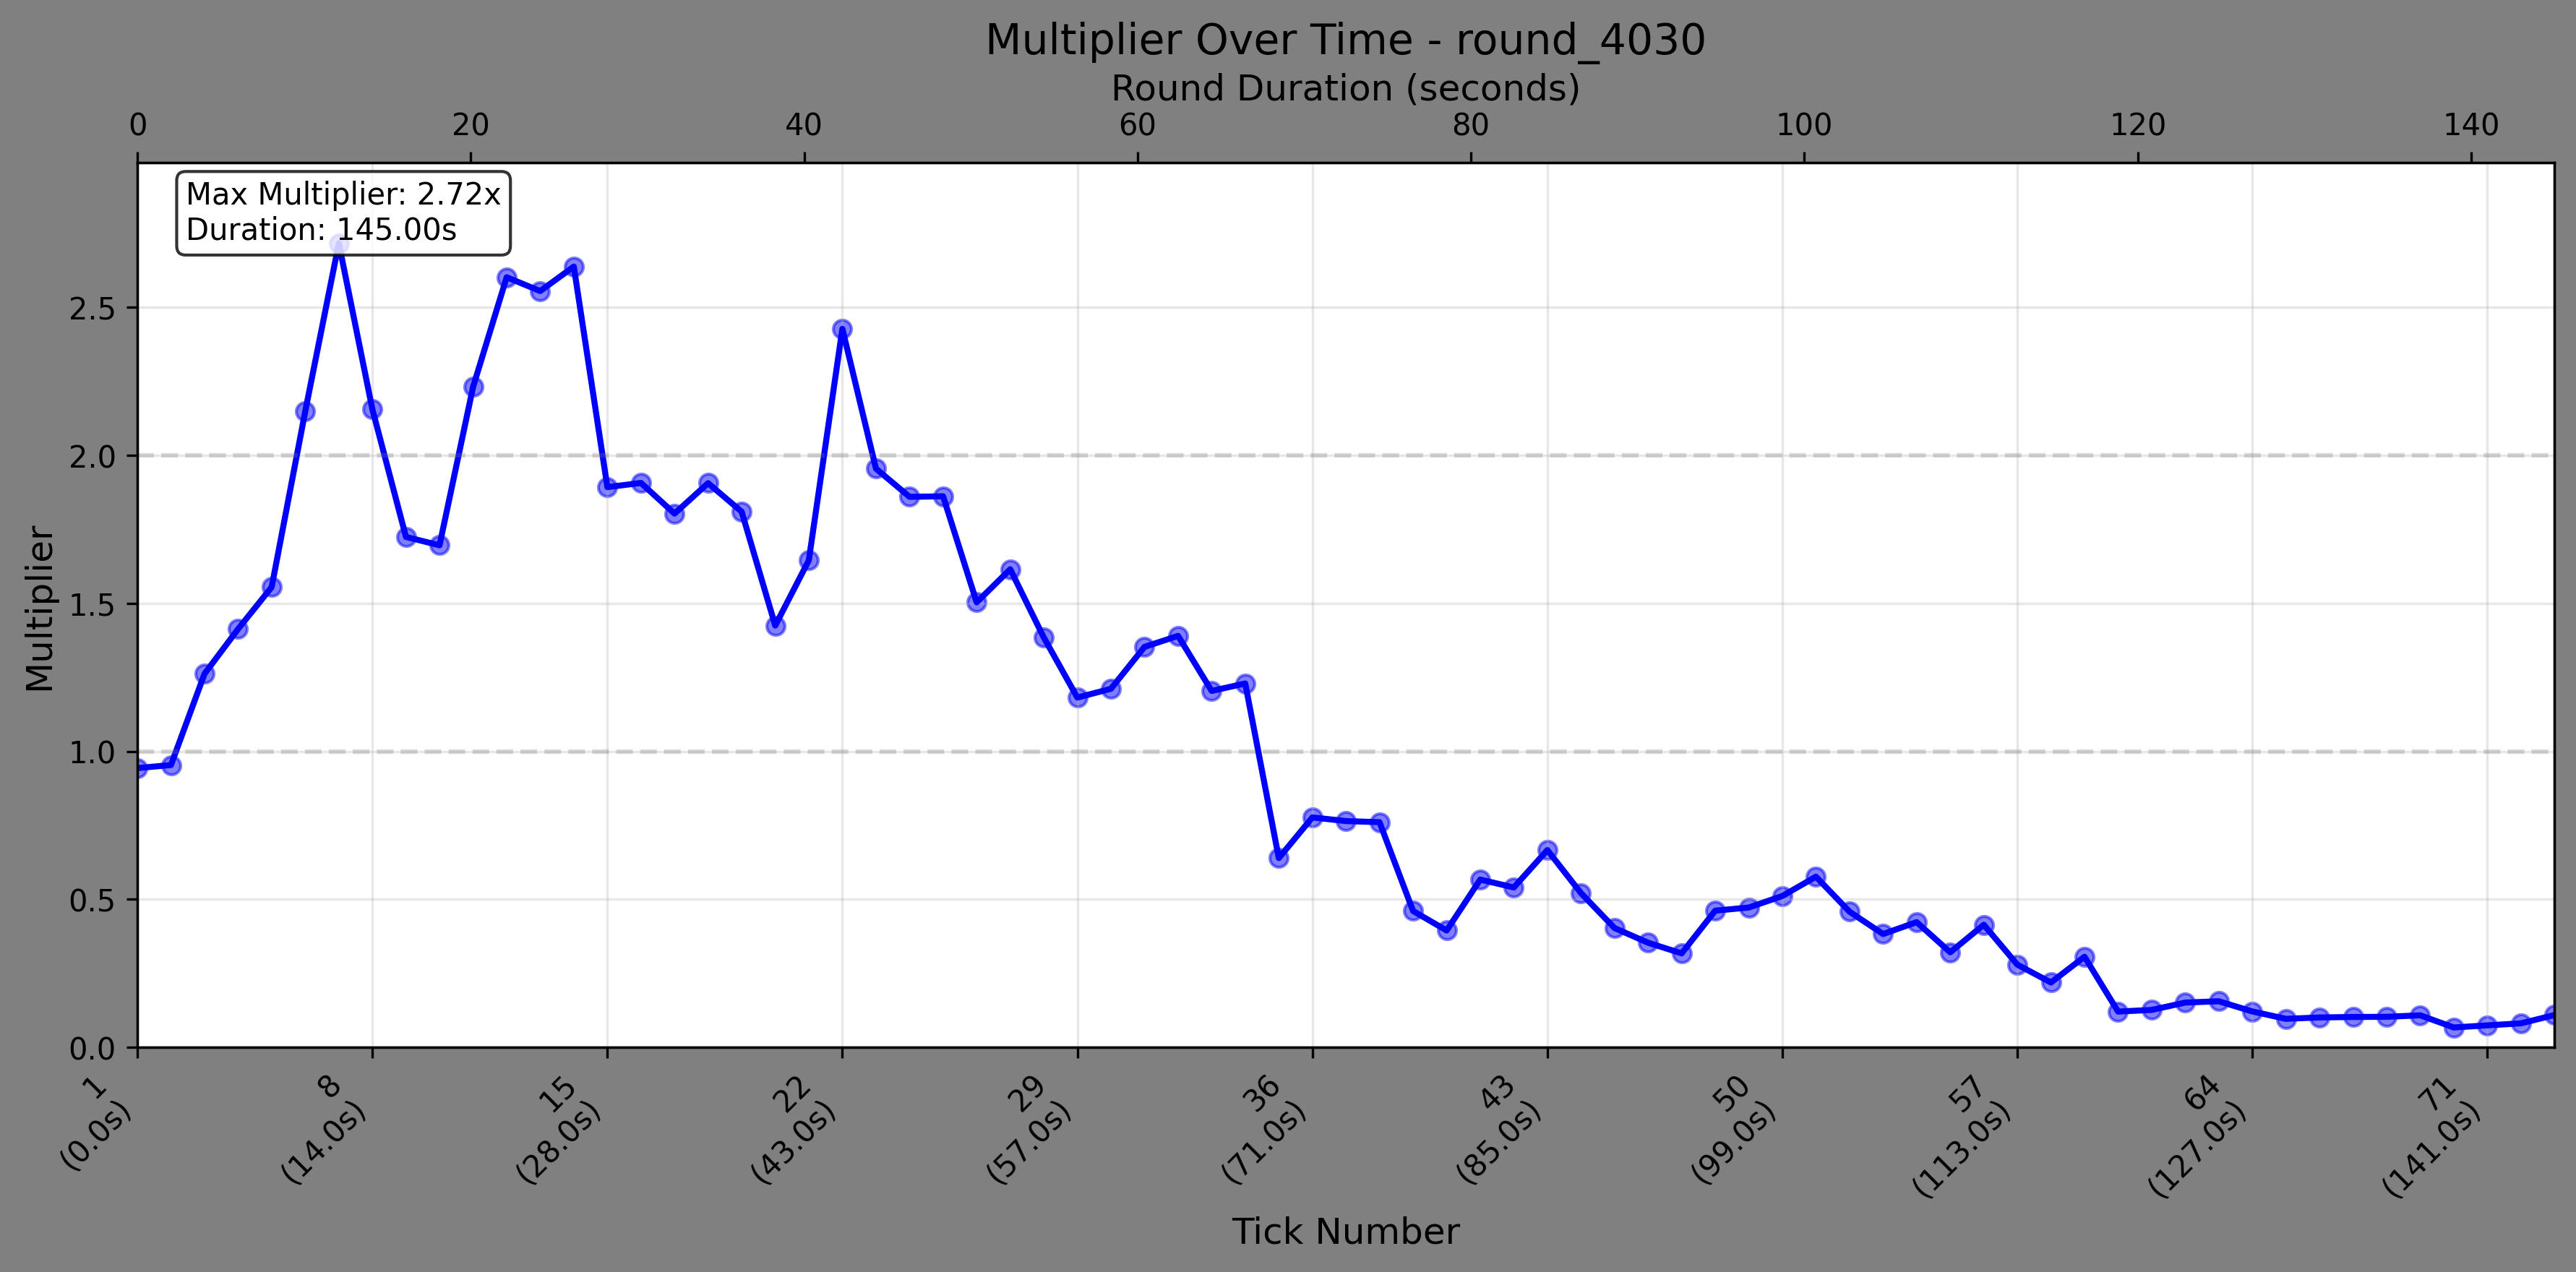 Multiplier Over Time - round_4030
Round Duration (seconds)
0 20 40 60 80 100 120 140
Max Multiplier: 2.72x
Duration: 145.00s
Multiplier
2.5
2.0
1.5
1.0
0.5
0.0
1
(0.0s)
8
(14.0s)
15
(28.0s)
22
(43.0s)
29
(57.0s)
36
(71.0s)
43
(85.0s)
50
(99.0s)
57
(113.0s)
64
(127.0s)
71
(141.0s)
Tick Number